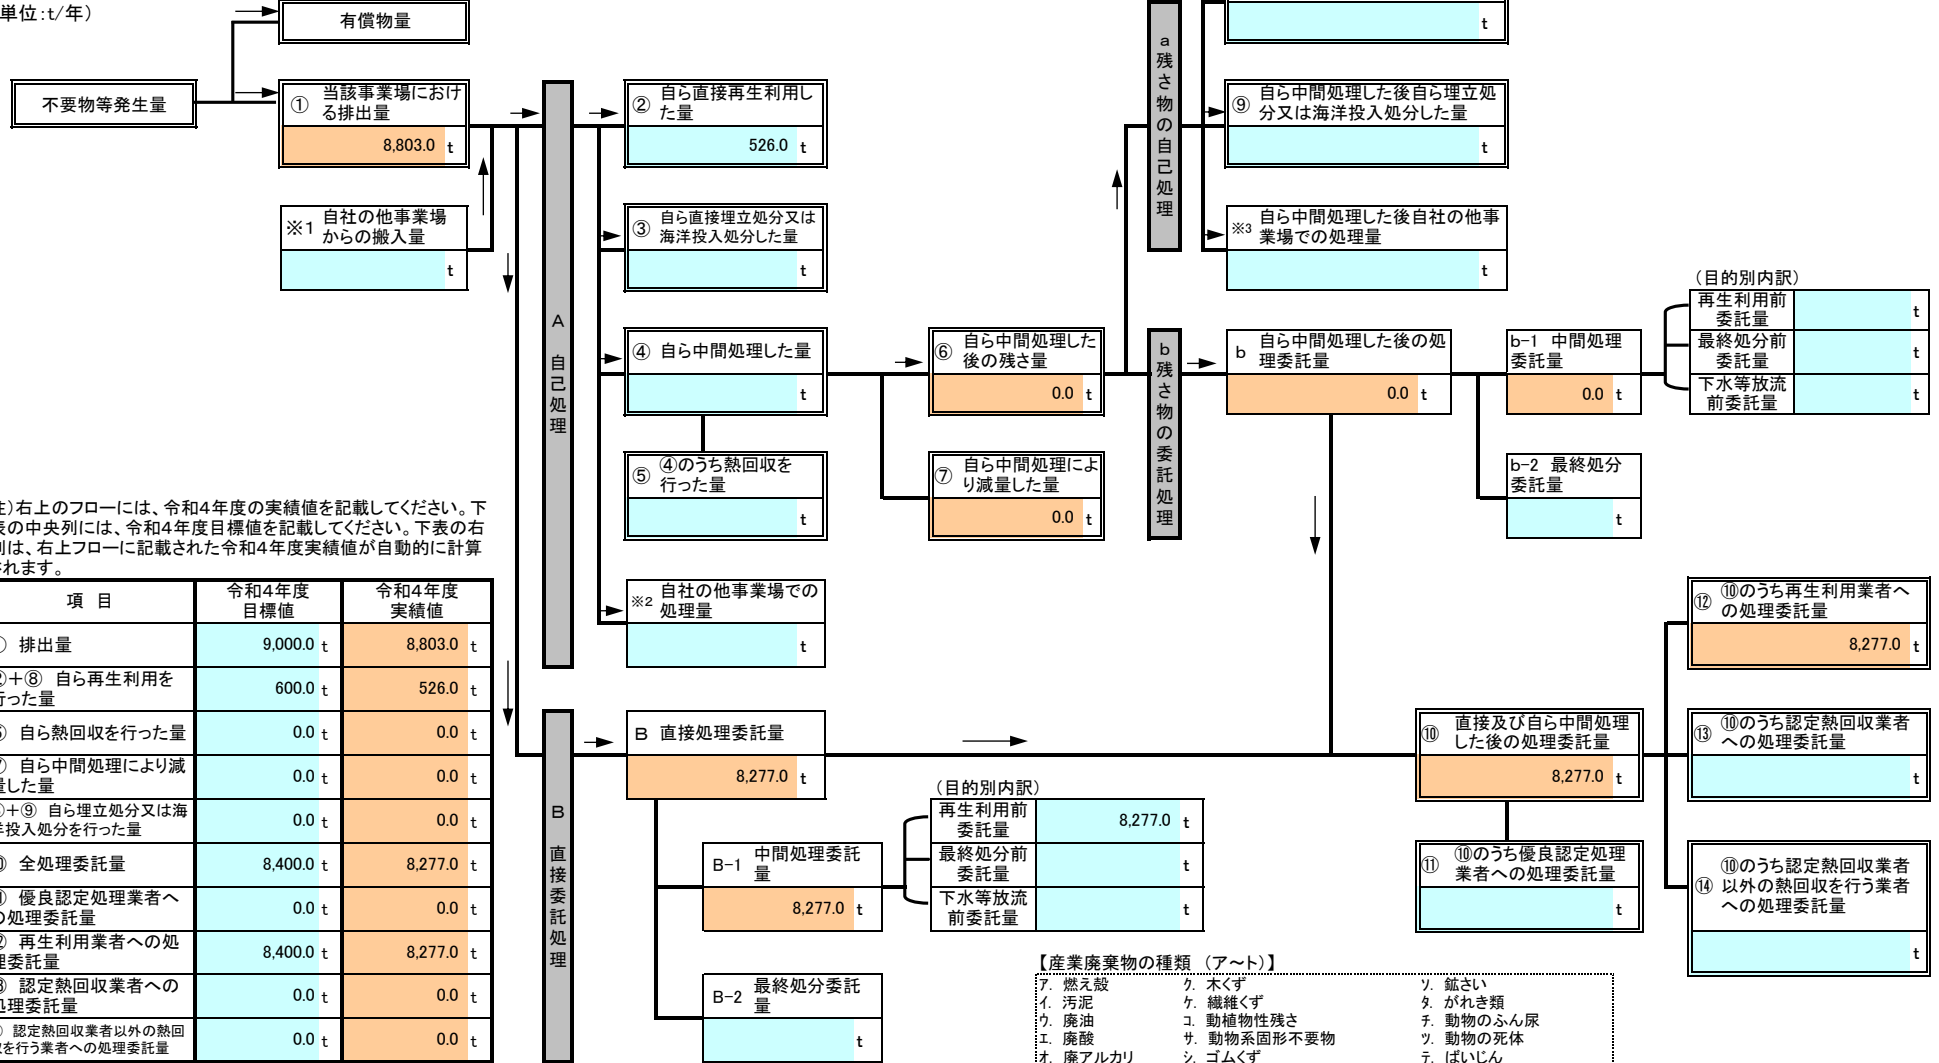 単位:t/年）
有償物量
不要物等発生量
① 当該事業場におけ
る排出量
8,803.0 t
※1 自社の他事業場
からの搬入量
t
A 自己処理
② 自ら直接再生利用し
た量
526.0 t
③ 自ら直接埋立処分又は
海洋投入処分した量
t
④ 自ら中間処理した量
t
⑤ ④のうち熱回収を
行った量
t
※2 自社の他事業場での
処理量
t
⑥ 自ら中間処理した
後の残さ量
0.0 t
⑦ 自ら中間処理によ
り減量した量
0.0 t
a残さ物の自己処理
t
⑨ 自ら中間処理した後自ら埋立処
分又は海洋投入処分した量
t
※3 自ら中間処理した後自社の他事
業場での処理量
t
b残さ物の委託処理
b 自ら中間処理した後の処
理委託量
0.0 t
b-1 中間処理
委託量
0.0 t
b-2 最終処分
委託量
t
（目的別内訳）
再生利用前
委託量
t
最終処分前
委託量
t
下水等放流
前委託量
t
注）右上のフローには、令和4年度の実績値を記載してください。下
表の中央列には、令和4年度目標値を記載してください。下表の右
列は、右上フローに記載された令和4年度実績値が自動的に計算
されます。
項 目 令和4年度 目標値 令和4年度 実績値
① 排出量 9,000.0 t 8,803.0 t
②+⑧ 自ら再生利用を
行った量 600.0 t 526.0 t
⑤ 自ら熱回収を行った量 0.0 t 0.0 t
⑦ 自ら中間処理により減
量した量 0.0 t 0.0 t
③+⑨ 自ら埋立処分又は海
洋投入処分を行った量 0.0 t 0.0 t
⑩ 全処理委託量 8,400.0 t 8,277.0 t
⑪ 優良認定処理業者へ
の処理委託量 0.0 t 0.0 t
⑫ 再生利用業者への処
理委託量 8,400.0 t 8,277.0 t
⑬ 認定熱回収業者への
処理委託量 0.0 t 0.0 t
⑭ 認定熱回収業者以外の熱回
収を行う業者への処理委託量 0.0 t 0.0 t
B 直接委託処理
B 直接処理委託量
8,277.0 t
B-1 中間処理委託
量
8,277.0 t
B-2 最終処分委託
量
t
（目的別内訳）
再生利用前
委託量
8,277.0 t
最終処分前
委託量
t
下水等放流
前委託量
t
⑩ 直接及び自ら中間処理
した後の処理委託量
8,277.0 t
⑪ ⑩のうち優良認定処理
業者への処理委託量
t
⑫ ⑩のうち再生利用業者へ
の処理委託量
8,277.0 t
⑬ ⑩のうち認定熱回収業者
への処理委託量
t
⑭ ⑩のうち認定熱回収業者
以外の熱回収を行う業者
への処理委託量
t
【産業廃棄物の種類 （ア～ト）】
ア. 燃え殻 ク. 木くず ソ. 鉱さい
イ. 汚泥 ケ. 繊維くず タ. がれき類
ウ. 廃油 コ. 動植物性残さ チ. 動物のふん尿
エ. 廃酸 サ. 動物系固形不要物 ツ. 動物の死体
オ. 廃アルカリ シ. ゴムくず テ. ばいじん